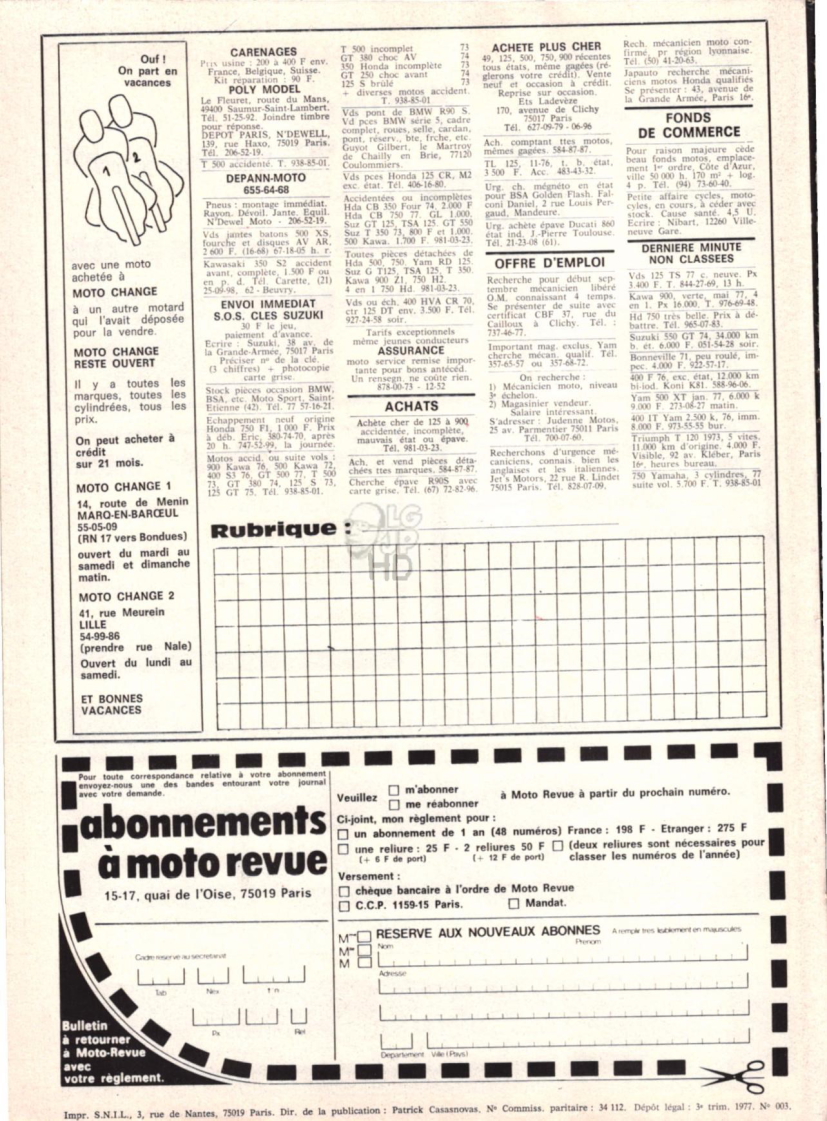 Ouf !
On part en
vacances
1
2
avec une moto
achetée à
MOTO CHANGE
à un autre motard
qui l'avait déposée
pour la vendre.
MOTO CHANGE
RESTE OUVERT
Il y a toutes les
marques, toutes les
cylindrées, tous les
prix.
On peut acheter à
crédit
sur 21 mois.
MOTO CHANGE 1
14, route de Menin
MARQ-EN-BARŒUL
55-05-09
(RN 17 vers Bondues)
ouvert du mardi au
samedi et dimanche
matin.
MOTO CHANGE 2
41, rue Meurein
LILLE
54-99-86
(prendre rue Nale)
Ouvert du lundi au
samedi.
ET BONNES
VACANCES
CARENAGES
Prix usine : 200 à 400 F env.
France, Belgique, Suisse.
Kit réparation : 90 F.
POLY MODEL
Le Fleuret, route du Mans,
49400 Saumur-Saint-Lambert.
Tél. 51-25-92. Joindre timbre
pour réponse.
DEPOT PARIS, N'DEWELL,
139, rue Haxo, 75019 Paris.
Tél. 206-52-19.
T 500 accidenté. T. 938-85-01.
DEPANN-MOTO
655-64-68
Pneus : montage immédiat.
Rayon. Dévoil. Jante. Equil.
N'Dewel Moto - 206-52-19.
Vds jantes batons 500 XS,
fourche et disques AV AR,
2 600 F. (16-68) 67-18-05 h. r.
Kawasaki 350 S2 accident
avant, complète, 1.500 F ou
en p. d. Tél. Carette, (21)
25-09-98, 62 - Beuvry.
ENVOI IMMEDIAT
S.O.S. CLES SUZUKI
30 F le jeu,
paiement d'avance.
Ecrire : Suzuki, 38 av. de
la Grande-Armée, 75017 Paris
Préciser n° de la clé.
(3 chiffres) + photocopie
carte grise.
Stock pièces occasion BMW,
BSA, etc. Moto Sport, Saint-
Etienne (42). Tél. 77 57-16-21.
Echappement neuf origine
Honda 750 F1, 1 000 F. Prix
à déb. Eric, 380-74-70, après
20 h. 747-52-99, la journée.
Motos accid. ou suite vols :
900 Kawa 76, 500 Kawa 72,
400 S3 76, GT 500 77, T 500
73, GT 380 74, 125 S 73,
125 GT 75. Tél. 938-85-01.
T 500 incomplet 73
GT 380 choc AV 74
350 Honda incomplète 73
GT 250 choc avant 74
125 S brûlé 73
+ diverses motos accident.
T. 938-85-01
Vds pont de BMW R90 S.
Vd pces BMW série 5, cadre
complet, roues, selle, cardan,
pont, réserv., bte, frche, etc.
Guyot Gilbert, le Martroy
de Chailly en Brie, 77120
Coulommiers.
Vds pces Honda 125 CR, M2
exc. état. Tél. 406-16-80.
Accidentées ou incomplètes
Hda CB 350 Four 74, 2.000 F
Hda CB 750 77. GL 1.000,
Suz GT 125, TSA 125. GT 550
Suz T 350 73, 800 F et 1.000.
500 Kawa. 1.700 F. 981-03-23.
Toutes pièces détachées de
Hda 500, 750, Yam RD 125.
Suz G T125, TSA 125, T 350.
Kawa 900 Z1, 750 H2.
4 en 1 750 Hd. 981-03-23.
Vds ou éch. 400 HVA CR 70,
ctr 125 DT env. 3.500 F. Tél.
927-24-58 soir.
Tarifs exceptionnels
même jeunes conducteurs
ASSURANCE
moto service remise impor-
tante pour bons antécéd.
Un rensegn. ne coûte rien.
878-00-73 - 12-52
ACHATS
Achète cher de 125 à 900,
accidentée, incomplète,
mauvais état ou épave.
Tél. 981-03-23.
Ach. et vend pièces déta-
chées ttes marques. 584-87-87.
Cherche épave R90S avec
carte grise. Tél. (67) 72-82-96.
ACHETE PLUS CHER
49, 125, 500, 750, 900 récentes
tous états, même gagées (ré-
glerons votre crédit). Vente
neuf et occasion à crédit.
Reprise sur occasion.
Ets Ladevèze
170, avenue de Clichy
75017 Paris
Tél. 627-09-79 - 06-96
Ach. comptant ttes motos,
mêmes gagées. 584-87-87.
TL 125, 11-76, t. b. état,
3 500 F. Acc. 483-43-32.
Urg. ch. mégnéto en état
pour BSA Golden Flash. Fal-
coni Daniel, 2 rue Louis Per-
gaud, Mandeure.
Urg. achète épave Ducati 860
état ind. J-Pierre Toulouse.
Tél. 21-23-08 (61).
OFFRE D'EMPLOI
Recherche pour début sep-
tembre mécanicien libéré
O.M. connaissant 4 temps.
Se présenter de suite avec
certificat CBF 37, rue du
Cailloux à Clichy. Tél. :
737-46-77.
Important mag. exclus. Yam
cherche mécan. qualif. Tél.
357-65-57 ou 357-68-72.
On recherche :
1) Mécanicien moto, niveau
3e échelon.
2) Magasinier vendeur.
Salaire intéressant.
S'adresser : Judenne Motos,
25 av. Parmentier 75011 Paris
Tél. 700-07-60.
Recherchons d'urgence mé-
caniciens, connais. bien les
anglaises et les italiennes.
Jet's Motors, 22 rue R. Lindet
75015 Paris. Tél. 828-07-09.
Rech. mécanicien moto con-
firmé, pr région lyonnaise.
Tél. (50) 41-20-63.
Japauto recherche mécani-
ciens motos Honda qualifiés
Se présenter : 43, avenue de
la Grande Armée, Paris 16e.
FONDS
DE COMMERCE
Pour raison majeure cède
beau fonds motos, emplace-
ment 1er ordre, Côte d'Azur,
ville 50 000 h. 170 m2 + log.
4 p. Tél. (94) 73-60-40.
Petite affaire cycles, moto-
cycles, en cours, à céder avec
stock. Cause santé. 4,5 U.
Ecrire : Nibart, 12260 Ville-
neuve Gare.
DERNIERE MINUTE
NON CLASSEES
Vds 125 TS 77 c. neuve. Px
3.400 F. T. 844-27-69, 13 h.
Kawa 900, verte, mai 77, 4
en 1. Px 16.000. T. 976-69-48.
Hd 750 très belle. Prix à dé-
battre. Tél. 965-07-83.
Suzuki 550 GT 74, 34.000 km
b. ét. 6.000 F. 051-54-28 soir.
Bonneville 71, peu roulé, im-
pec. 4.000 F. 922-57-17.
400 F 76, exc. état, 12.000 km
bi-iod. Koni K81. 588-96-06.
Yam 500 XT jan. 77, 6.000 k
9.000 F. 273-08-27 matin.
400 IT Yam 2.500 k, 76, imm.
8.000 F. 973-55-55 bur.
Triumph T 120 1973, 5 vites.
11.000 km d'origine. 4.000 F.
Visible, 92 av. Kléber, Paris
16e, heures bureau.
750 Yamaha, 3 cylindres, 77
suite vol. 5.700 F. T. 938-85-01
Rubrique :
Pour toute correspondance relative à votre abonnement
envoyez-nous une des bandes entourant votre journal
avec votre demande.
abonnements
à moto revue
15-17, quai de l'Oise, 75019 Paris
Cadre réservé au secrétariat
Tab Nex 1 n
Px Rel
Bulletin
à retourner
à Moto-Revue
avec
votre règlement.
Veuillez m'abonner
me réabonner
à Moto Revue à partir du prochain numéro.
Ci-joint, mon règlement pour :
un abonnement de 1 an (48 numéros) France : 198 F - Etranger : 275 F
une reliure : 25 F - 2 reliures 50 F (deux reliures sont nécessaires pour
(+ 6 F de port) (+ 12 F de port) classer les numéros de l'année)
Versement :
chèque bancaire à l'ordre de Moto Revue
C.C.P. 1159-15 Paris. Mandat.
RESERVE AUX NOUVEAUX ABONNES A remplir très lisiblement en majuscules
Mlle
Mme
M
Nom Prénom
Adresse
Département Ville (Pays)
Impr. S.N.I.L., 3, rue de Nantes, 75019 Paris. Dir. de la publication : Patrick Casasnovas. N° Commiss. paritaire : 34 112. Dépôt légal : 3e trim. 1977. N° 003.